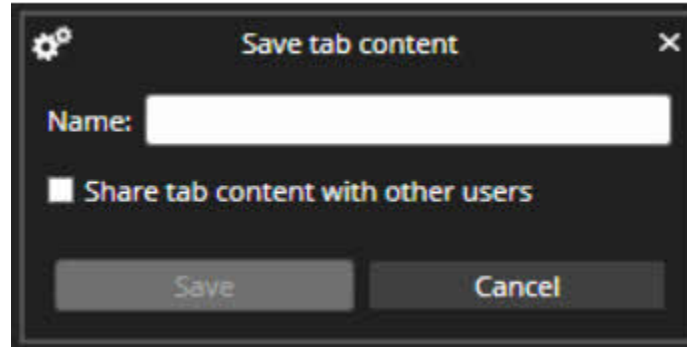 Save tab content
Name:
Share tab content with other users
Save Cancel